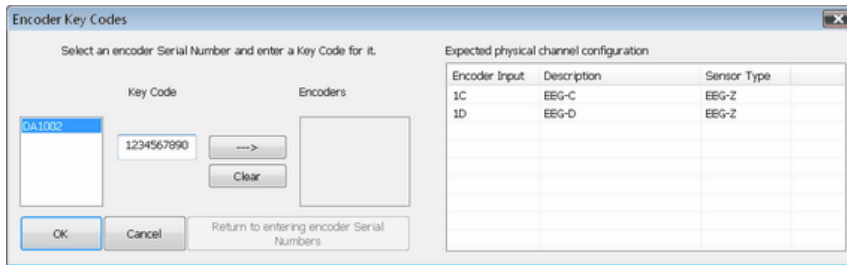 Encoder Key Codes
Select an encoder Serial Number and enter a Key Code for it.
Key Code
Encoders
DA1002
1234567890
--->
Clear
OK
Cancel
Return to entering encoder Serial
Numbers
Expected physical channel configuration
Encoder Input Description Sensor Type
1C EEG-C EEG-Z
1D EEG-D EEG-Z